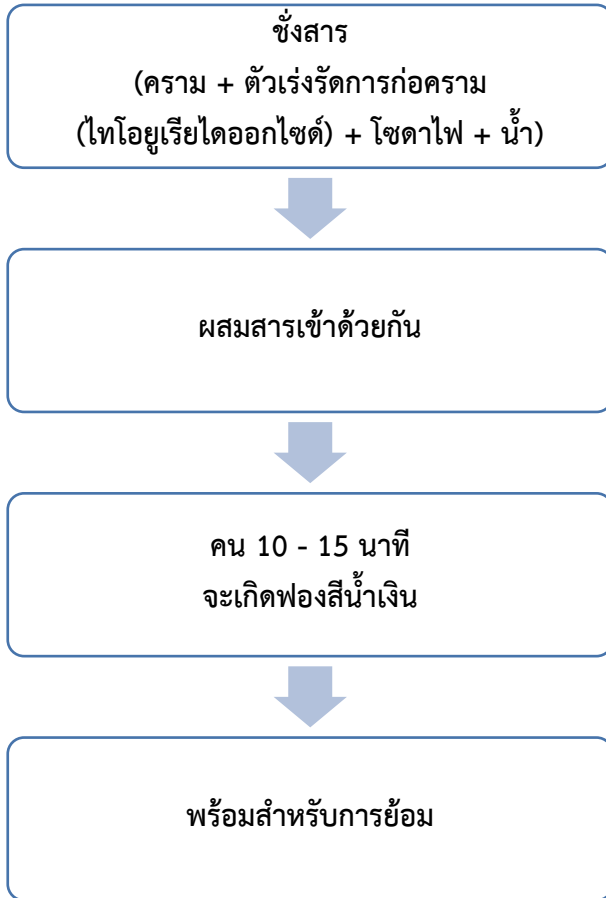 ชั่งสาร
(คราม + ตัวเร่งรัดการก่อคราม
(ไทโอยูเรียไดออกไซด์) + โซดาไฟ + น้ำ)
ผสมสารเข้าด้วยกัน
คน 10 - 15 นาที
จะเกิดฟองสีน้ำเงิน
พร้อมสำหรับการย้อม